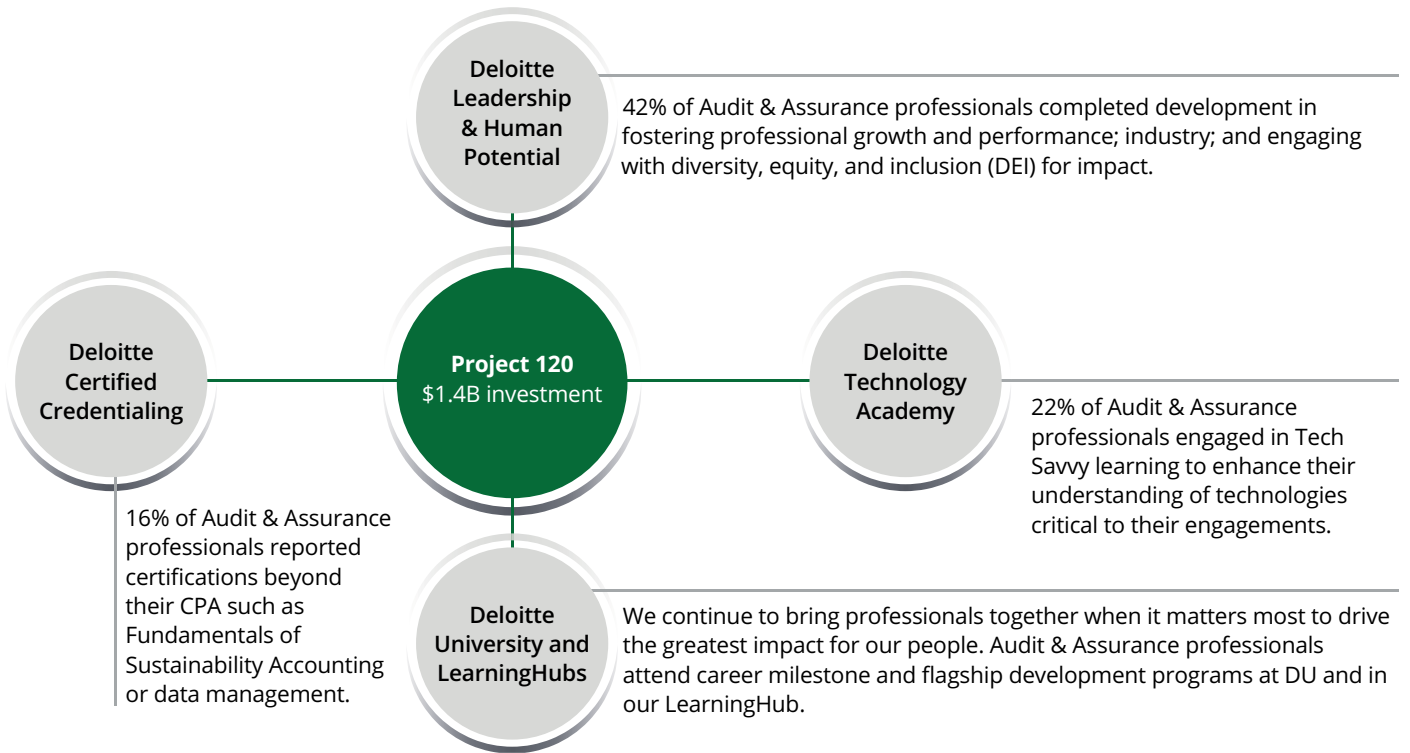 Deloitte
Leadership
& Human
Potential
42% of Audit & Assurance professionals completed development in
fostering professional growth and performance; industry; and engaging
with diversity, equity, and inclusion (DEI) for impact.
Deloitte
Certified
Credentialing
16% of Audit & Assurance
professionals reported
certifications beyond
their CPA such as
Fundamentals of
Sustainability Accounting
or data management.
Project 120
$1.4B investment
Deloitte
Technology
Academy
22% of Audit & Assurance
professionals engaged in Tech
Savvy learning to enhance their
understanding of technologies
critical to their engagements.
Deloitte
University and
LearningHubs
We continue to bring professionals together when it matters most to drive
the greatest impact for our people. Audit & Assurance professionals
attend career milestone and flagship development programs at DU and in
our LearningHub.